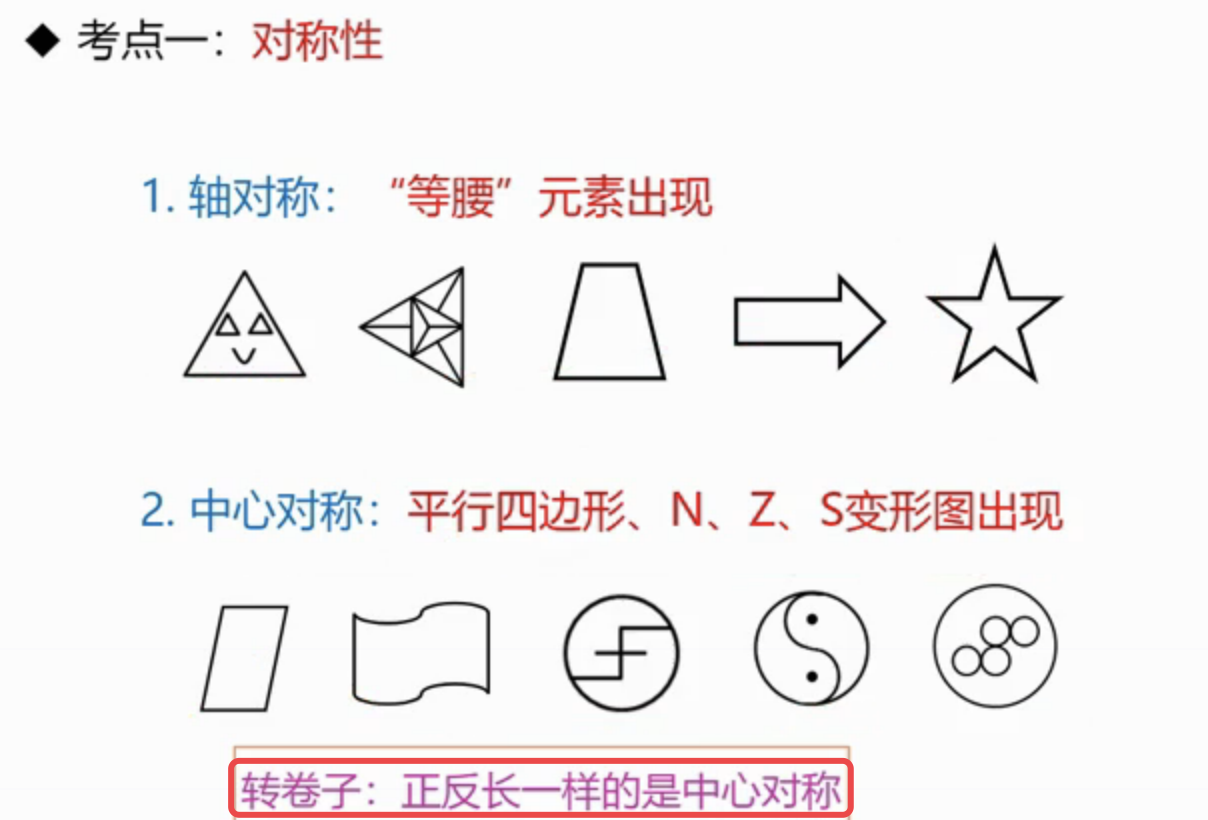 ◆ 考点一：对称性
1. 轴对称： “等腰”元素出现
2. 中心对称：平行四边形、N、Z、S变形图出现
转卷子：正反长一样的是中心对称